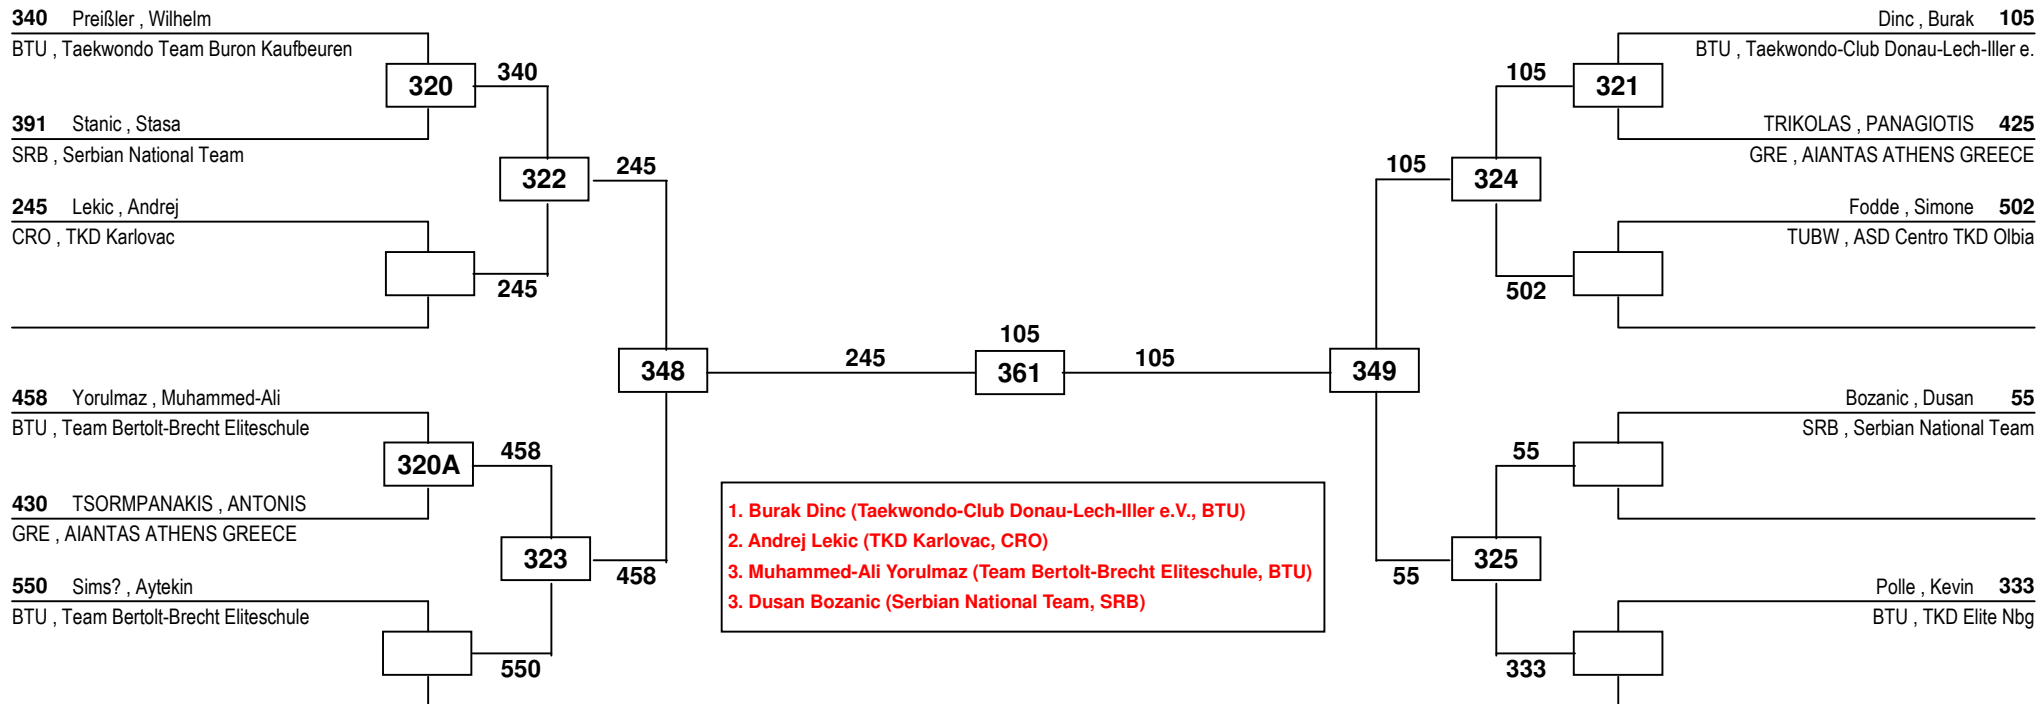 340 Preißler , Wilhelm
BTU , Taekwondo Team Buron Kaufbeuren
320
340
391 Stanic , Stasa
SRB , Serbian National Team
322
245
245 Lekic , Andrej
CRO , TKD Karlovac
245
348
245
458 Yorulmaz , Muhammed-Ali
BTU , Team Bertolt-Brecht Eliteschule
320A
458
430 TSORMPANAKIS , ANTONIS
GRE , AIANTAS ATHENS GREECE
323
458
550 Sims? , Aytekin
BTU , Team Bertolt-Brecht Eliteschule
550
105
361
1. Burak Dinc (Taekwondo-Club Donau-Lech-Iller e.V., BTU)
2. Andrej Lekic (TKD Karlovac, CRO)
3. Muhammed-Ali Yorulmaz (Team Bertolt-Brecht Eliteschule, BTU)
3. Dusan Bozanic (Serbian National Team, SRB)
Dinc , Burak 105
BTU , Taekwondo-Club Donau-Lech-Iller e.
105
321
TRIKOLAS , PANAGIOTIS 425
GRE , AIANTAS ATHENS GREECE
105
324
Fodde , Simone 502
TUBW , ASD Centro TKD Olbia
502
105
349
Bozanic , Dusan 55
SRB , Serbian National Team
55
55
325
Polle , Kevin 333
BTU , TKD Elite Nbg
333